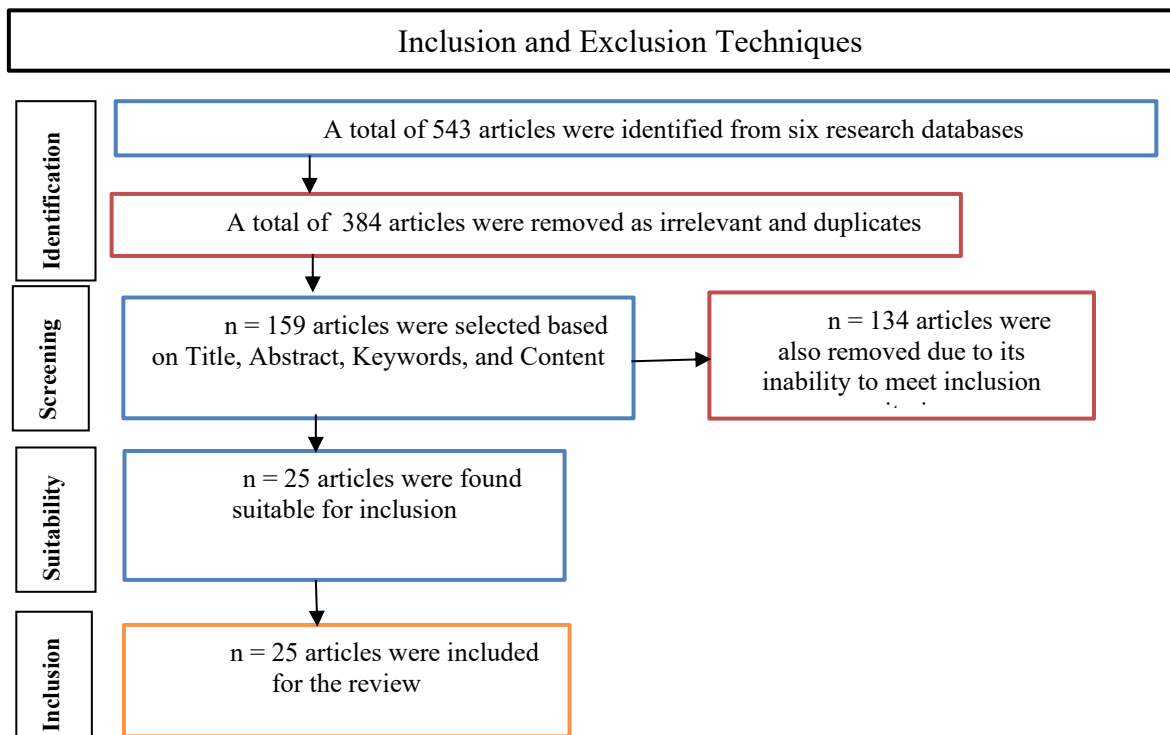 Inclusion and Exclusion Techniques
Identification
A total of 543 articles were identified from six research databases
A total of 384 articles were removed as irrelevant and duplicates
Screening
n = 159 articles were selected based
on Title, Abstract, Keywords, and Content
n = 134 articles were
also removed due to its
inability to meet inclusion
Suitability
n = 25 articles were found
suitable for inclusion
Inclusion
n = 25 articles were included
for the review